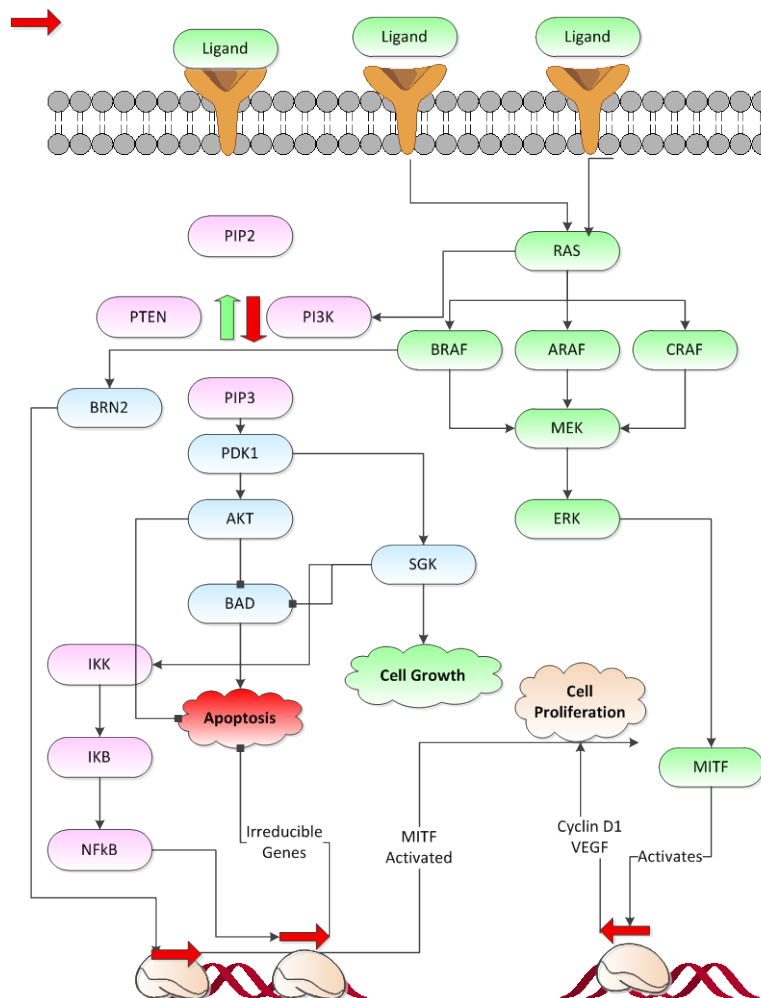 Ligand
Ligand
Ligand
PIP2
RAS
PTEN
PI3K
BRAF
ARAF
CRAF
BRN2
PIP3
MEK
PDK1
AKT
ERK
SGK
BAD
IKK
Cell Growth
Cell
Proliferation
Apoptosis
IKB
MITF
Irreducible
Genes
MITF
Activated
Cyclin D1
VEGF
NFkB
Activates